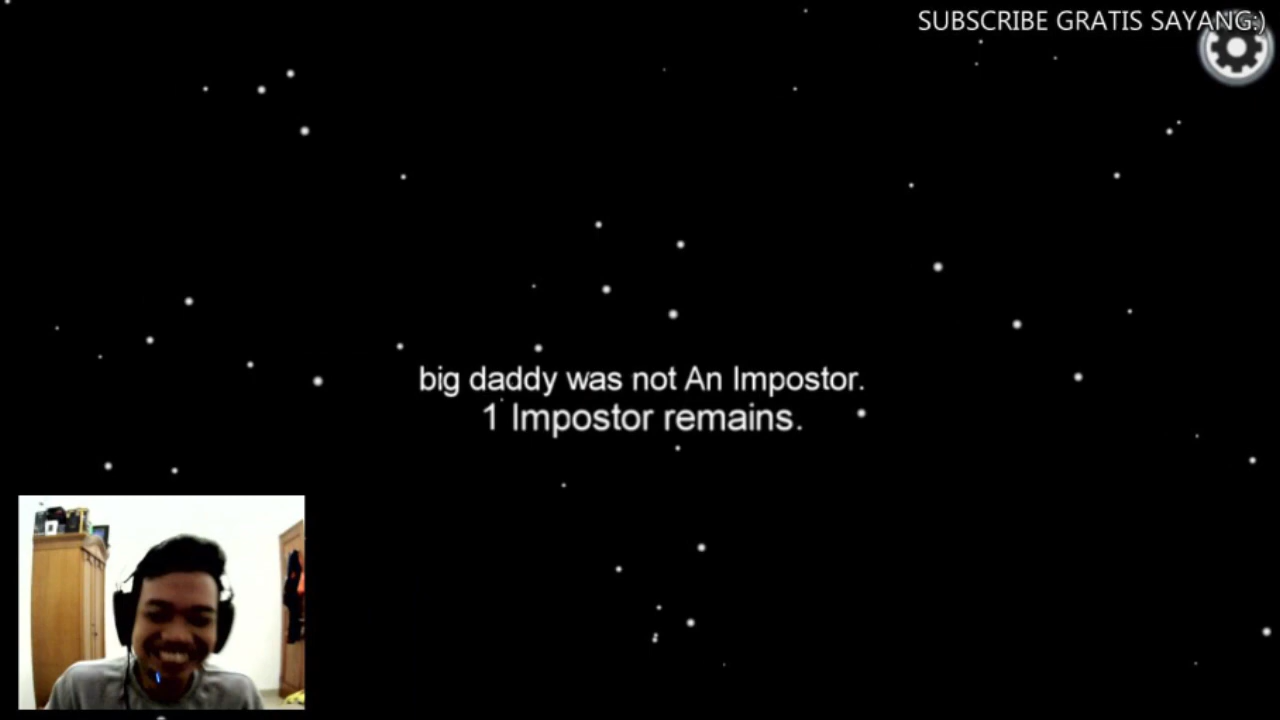 SUBSCRIBE GRATIS SAYANG:)
big daddy was not An Impostor.
1 Impostor remains.